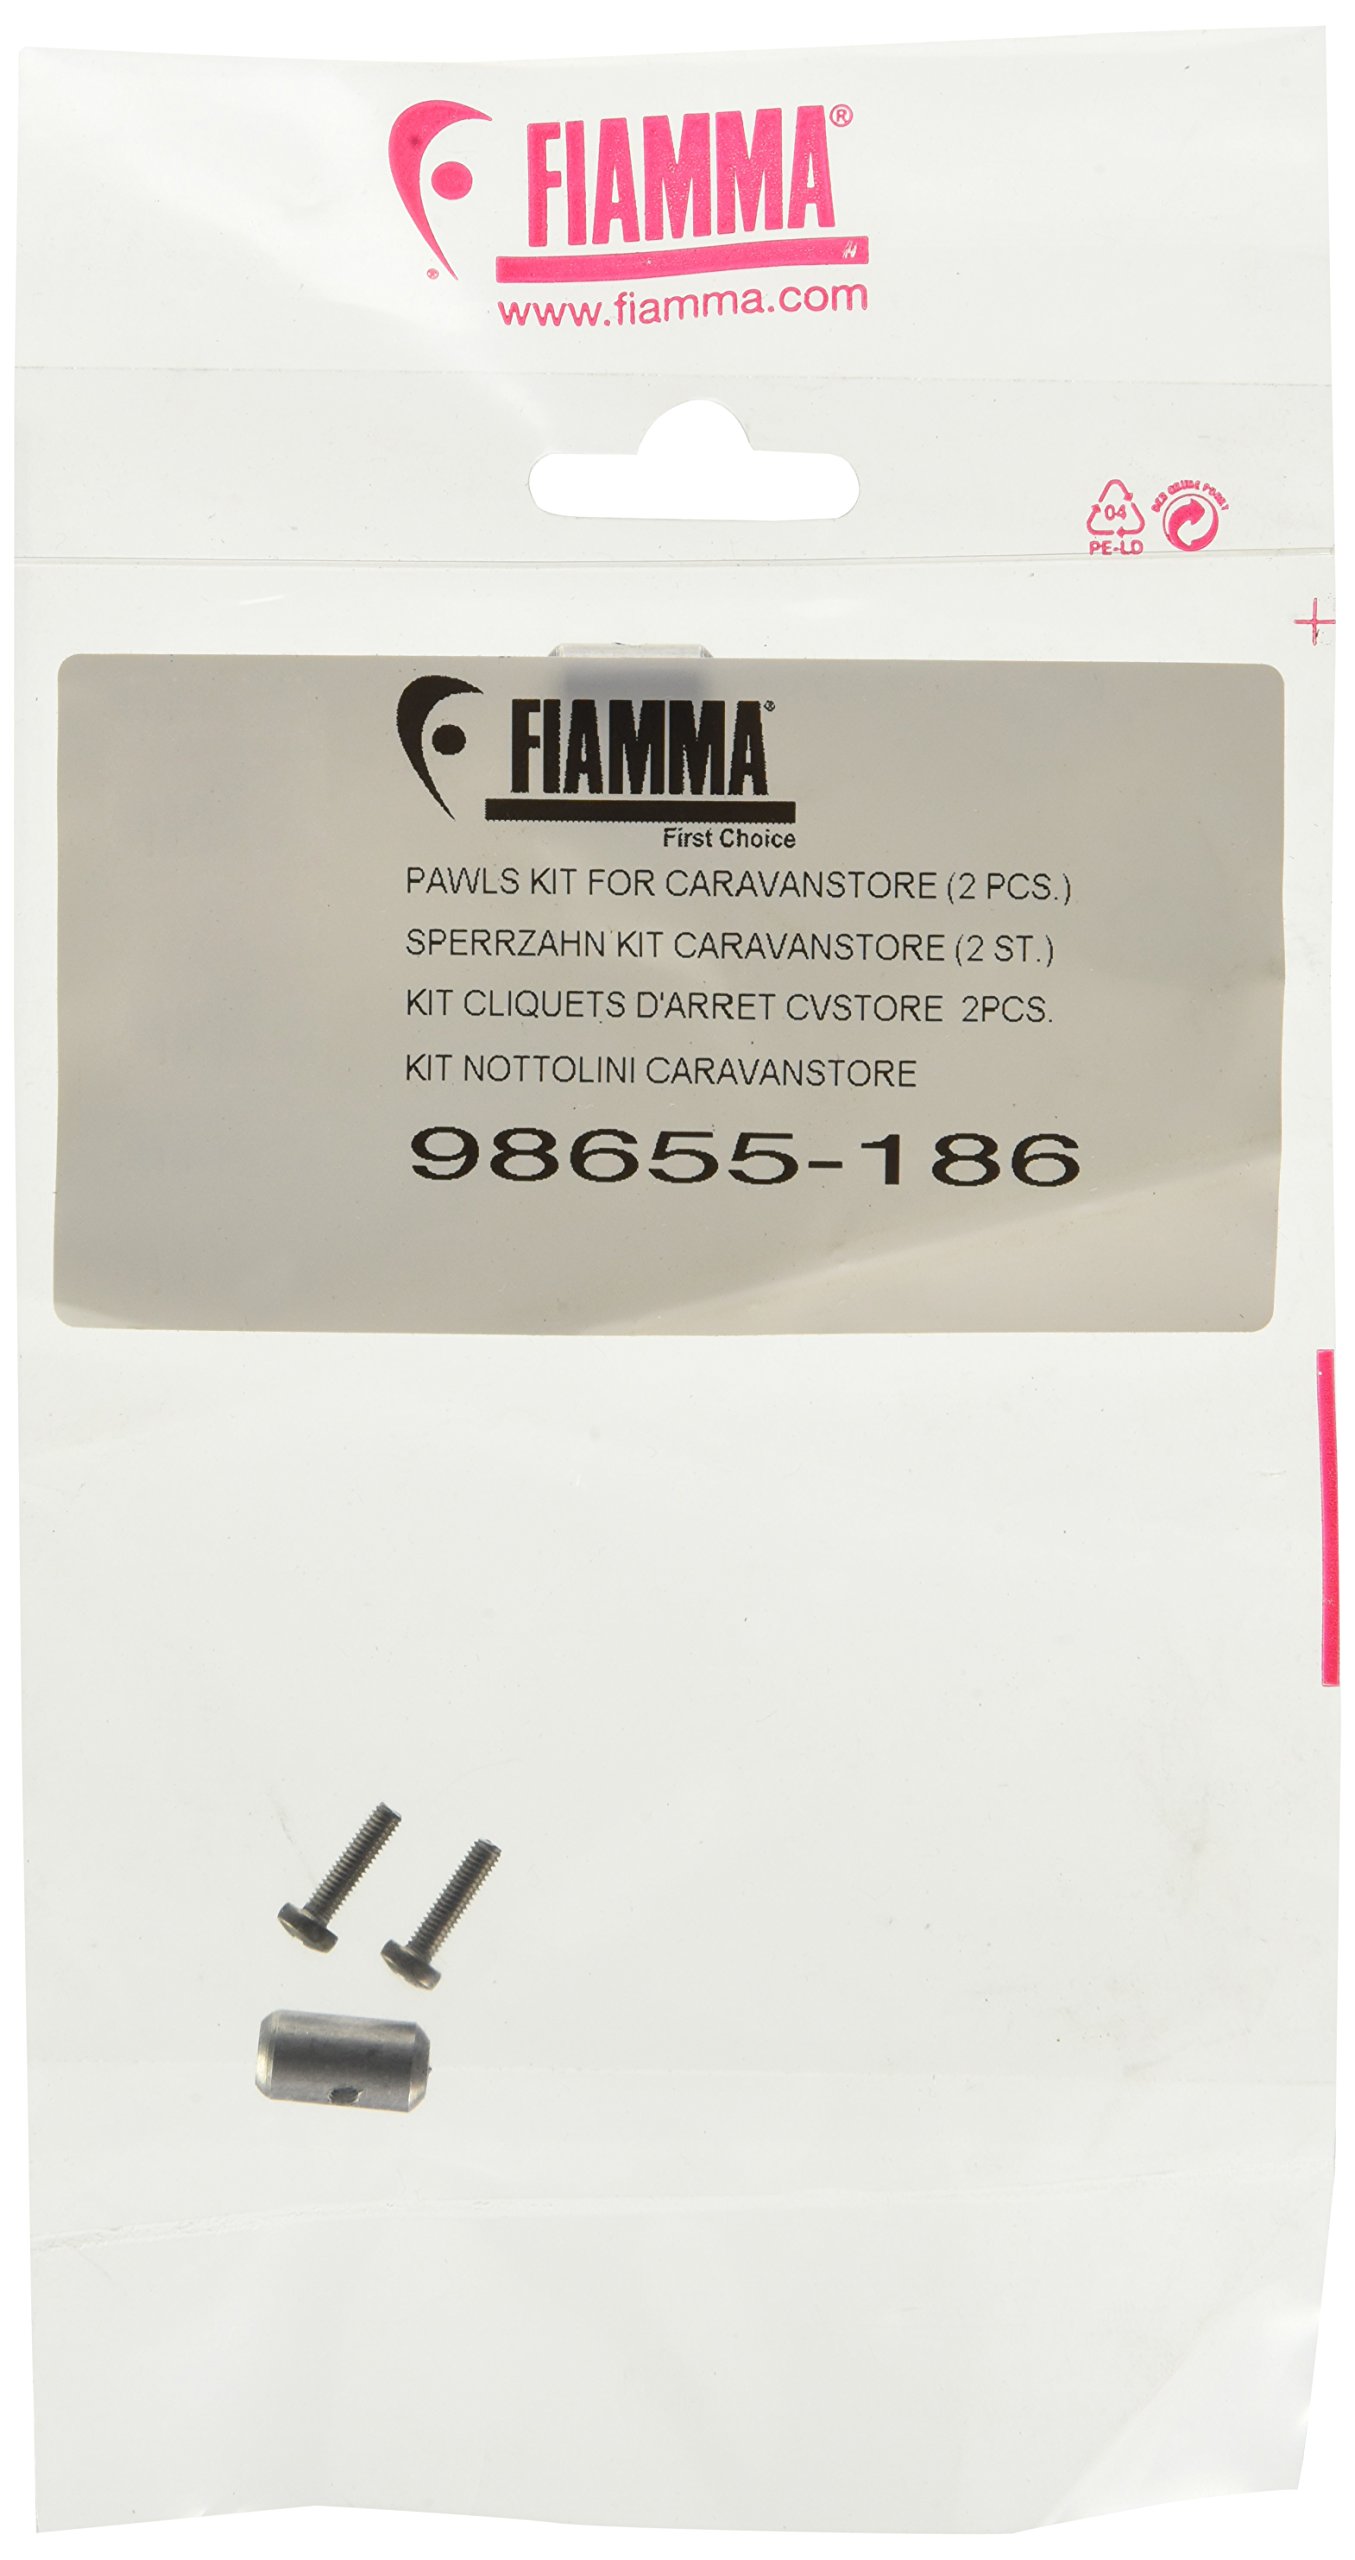 FIAMMA®
®
www.fiamma.com
04
PE-LD
FIAMMA®
First Choice
PAWLS KIT FOR CARAVANSTORE (2 PCS.)
SPERRZAHN KIT CARAVANSTORE (2 ST.)
KIT CLIQUETS D'ARRET CVSTORE 2PCS.
KIT NOTTOLINI CARAVANSTORE
98655-186